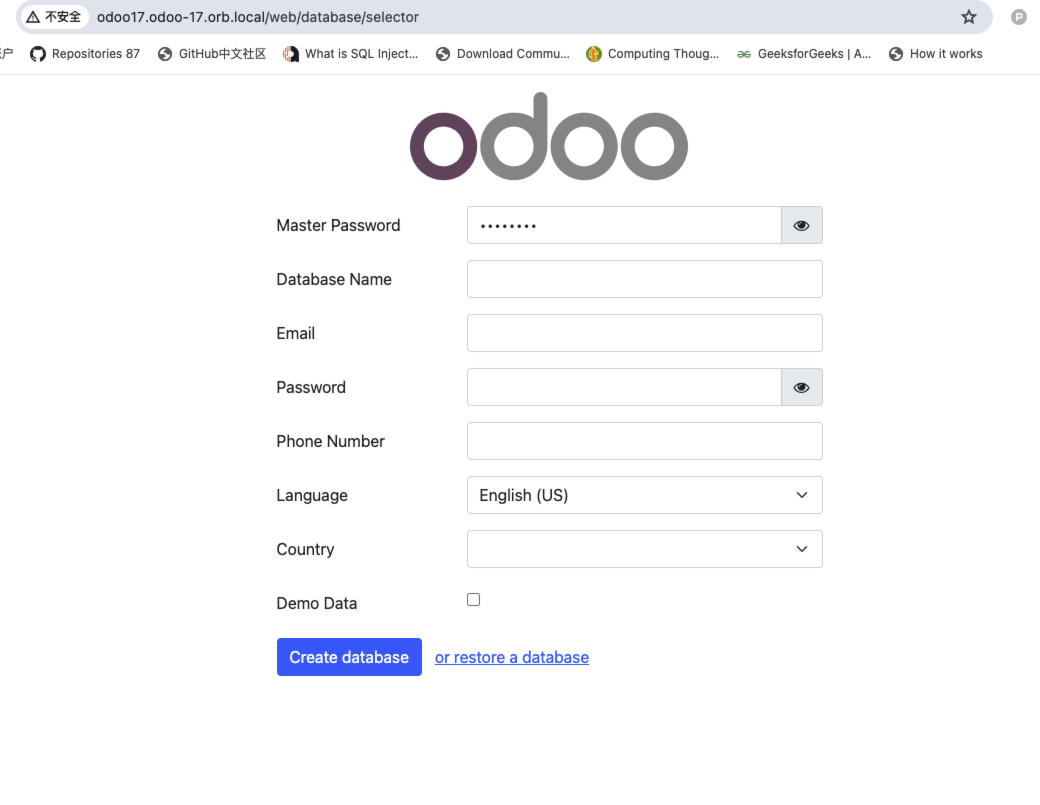 不安全 odoo17.odoo-17.orb.local/web/database/selector P
户 Repositories 87 GitHub中文社区 What is SQL Inject... Download Commu... Computing Thoug... GeeksforGeeks | A... How it works
odoo
Master Password ••••••••
Database Name
Email
Password
Phone Number
Language English (US)
Country
Demo Data
Create database or restore a database